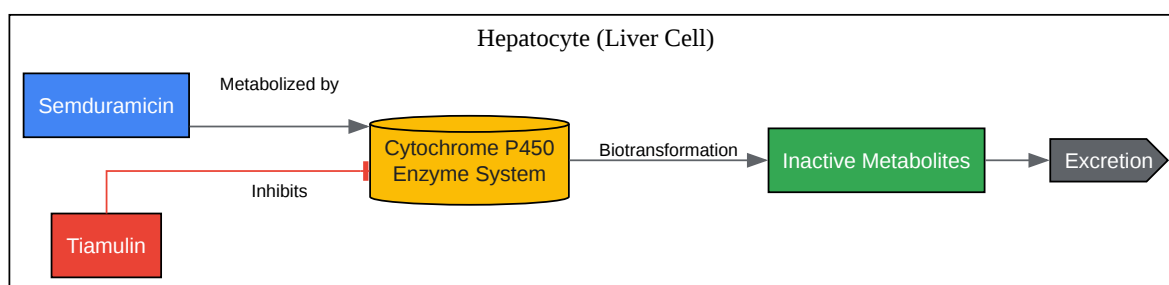 Hepatocyte (Liver Cell)
Semduramicin
Metabolized by
Cytochrome P450
Enzyme System
Biotransformation
Inactive Metabolites
Excretion
Inhibits
Tiamulin